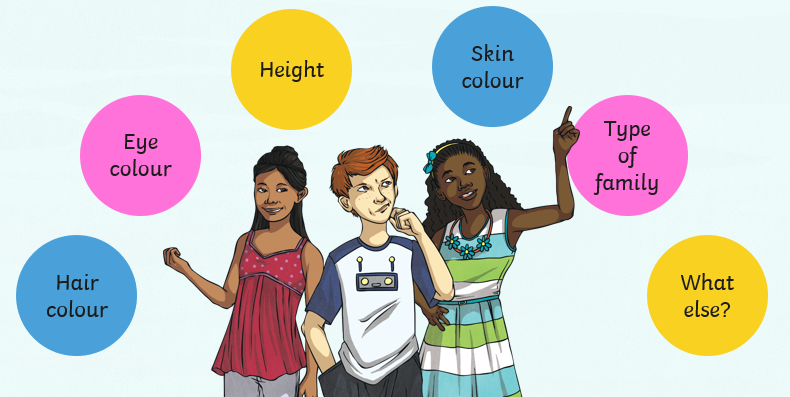 Hair
colour
Eye
colour
Height
Skin
colour
Type
of
family
What
else?